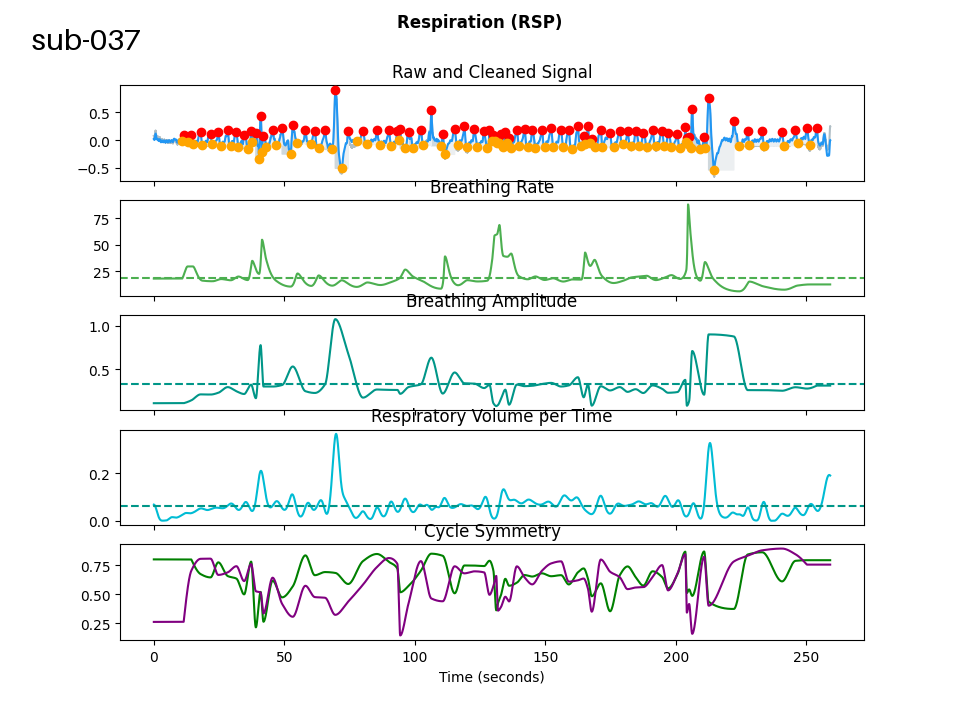 Respiration (RSP)
sub-037
Raw and Cleaned Signal
0.5
0.0
−0.5
Breathing Rate
75
50
25
Breathing Amplitude
1.0
0.5
Respiratory Volume per Time
0.2
0.0
Cycle Symmetry
0.75
0.50
0.25
0 50 100 150 200 250
Time (seconds)